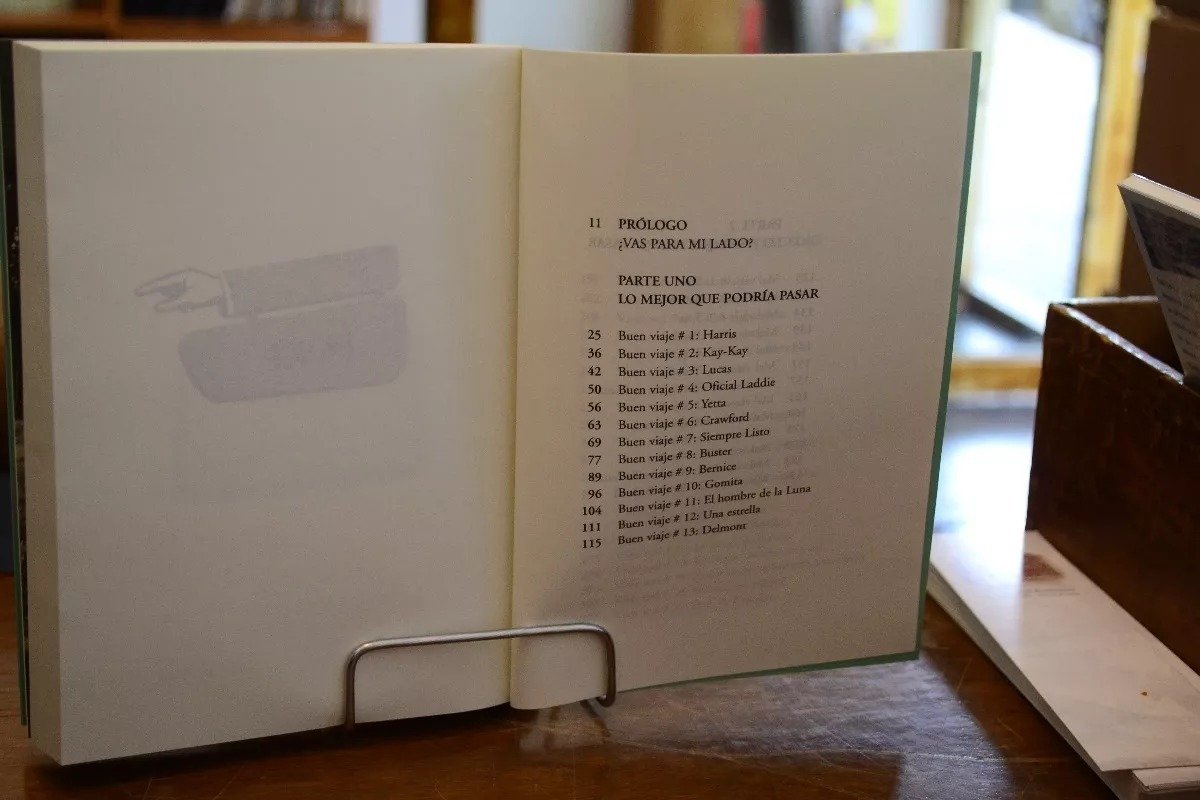 11 PRÓLOGO
¿VAS PARA MI LADO?
PARTE UNO
LO MEJOR QUE PODRÍA PASAR
25 Buen viaje # 1: Harris
36 Buen viaje # 2: Kay-Kay
42 Buen viaje # 3: Lucas
50 Buen viaje # 4: Oficial Laddie
56 Buen viaje # 5: Yetta
63 Buen viaje # 6: Crawford
69 Buen viaje # 7: Siempre Listo
77 Buen viaje # 8: Buster
89 Buen viaje # 9: Bernice
96 Buen viaje # 10: Gomita
104 Buen viaje # 11: El hombre de la Luna
111 Buen viaje # 12: Una estrella
115 Buen viaje # 13: Delmont